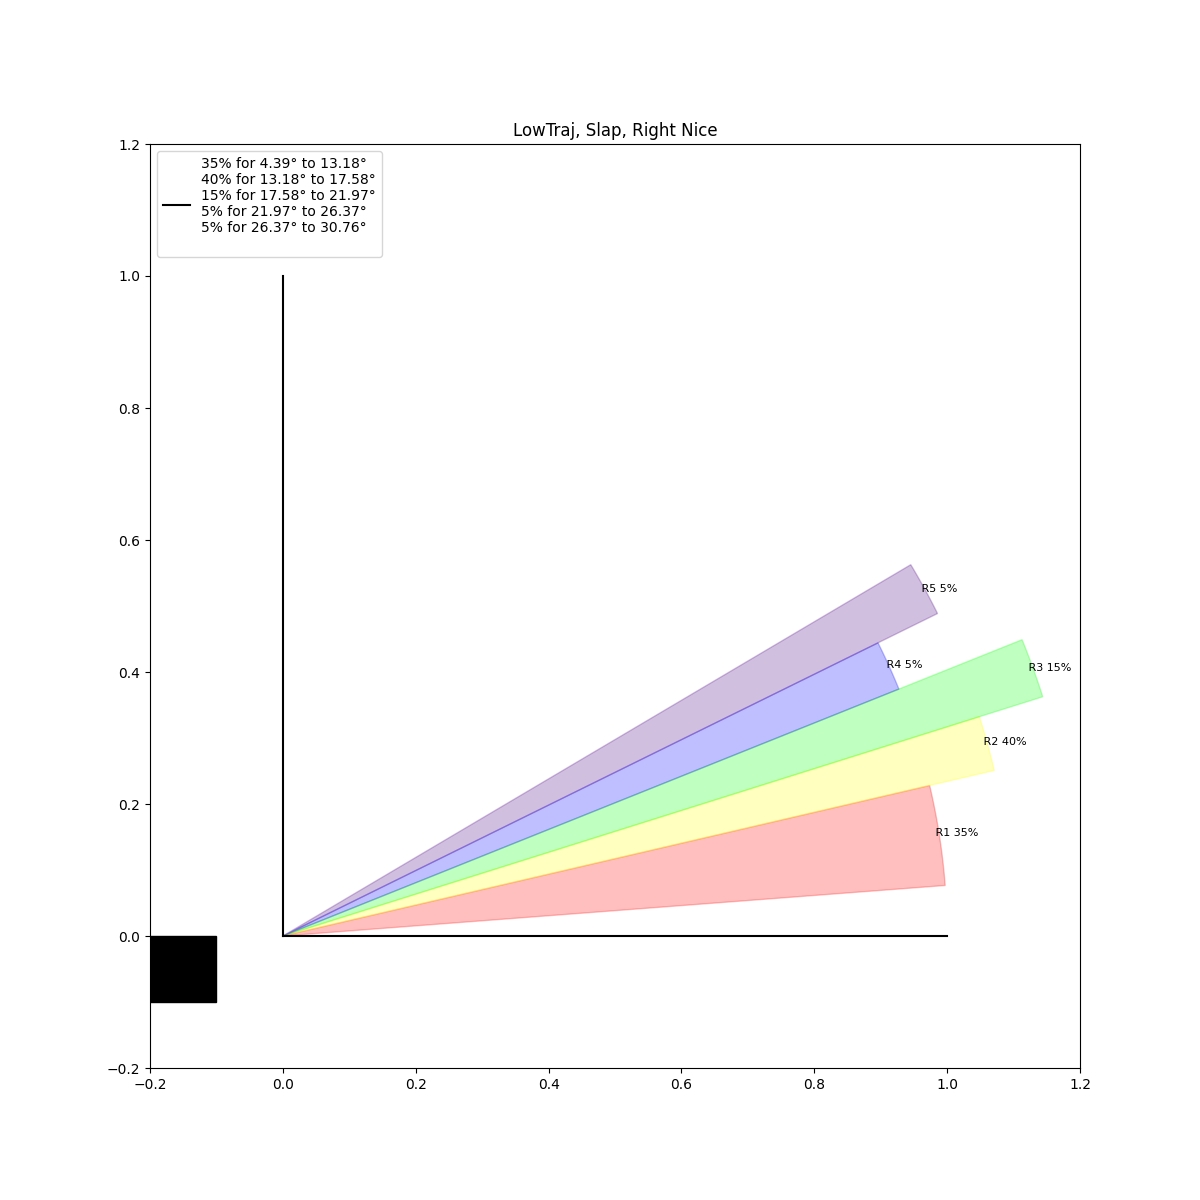 LowTraj, Slap, Right Nice
35% for 4.39° to 13.18°
40% for 13.18° to 17.58°
15% for 17.58° to 21.97°
5% for 21.97° to 26.37°
5% for 26.37° to 30.76°
1.2
1.0
0.8
0.6
0.4
0.2
0.0
−0.2
R5 5%
R4 5%
R3 15%
R2 40%
R1 35%
−0.2 0.0 0.2 0.4 0.6 0.8 1.0 1.2